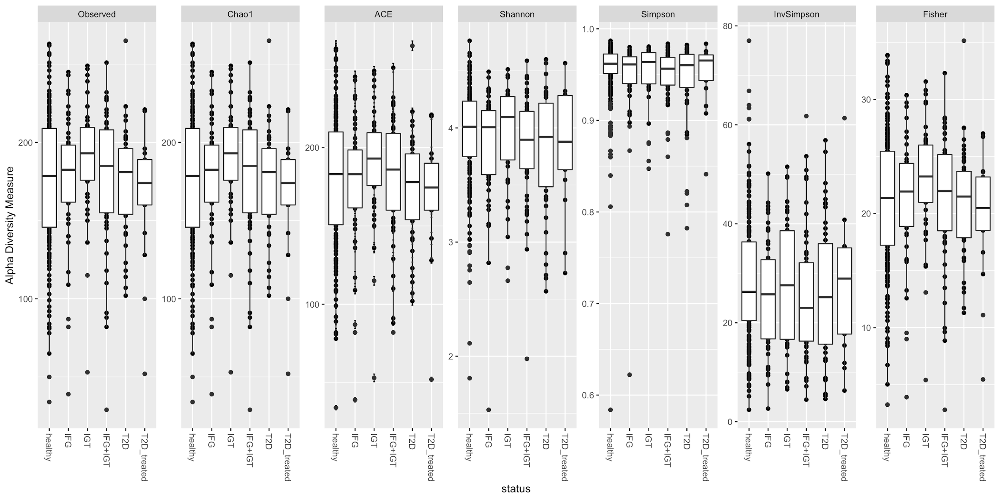 Observed
Chao1
ACE
Shannon
Simpson
InvSimpson
Fisher
Alpha Diversity Measure
200
100
200
100
200
100
4
3
2
1.0
0.9
0.8
0.7
0.6
80
60
40
20
0
30
20
10
healthy
IFG
IGT
IFG+IGT
T2D
T2D_treated
healthy
IFG
IGT
IFG+IGT
T2D
T2D_treated
healthy
IFG
IGT
IFG+IGT
T2D
T2D_treated
healthy
IFG
IGT
IFG+IGT
T2D
T2D_treated
healthy
IFG
IGT
IFG+IGT
T2D
T2D_treated
healthy
IFG
IGT
IFG+IGT
T2D
T2D_treated
healthy
IFG
IGT
IFG+IGT
T2D
T2D_treated
status